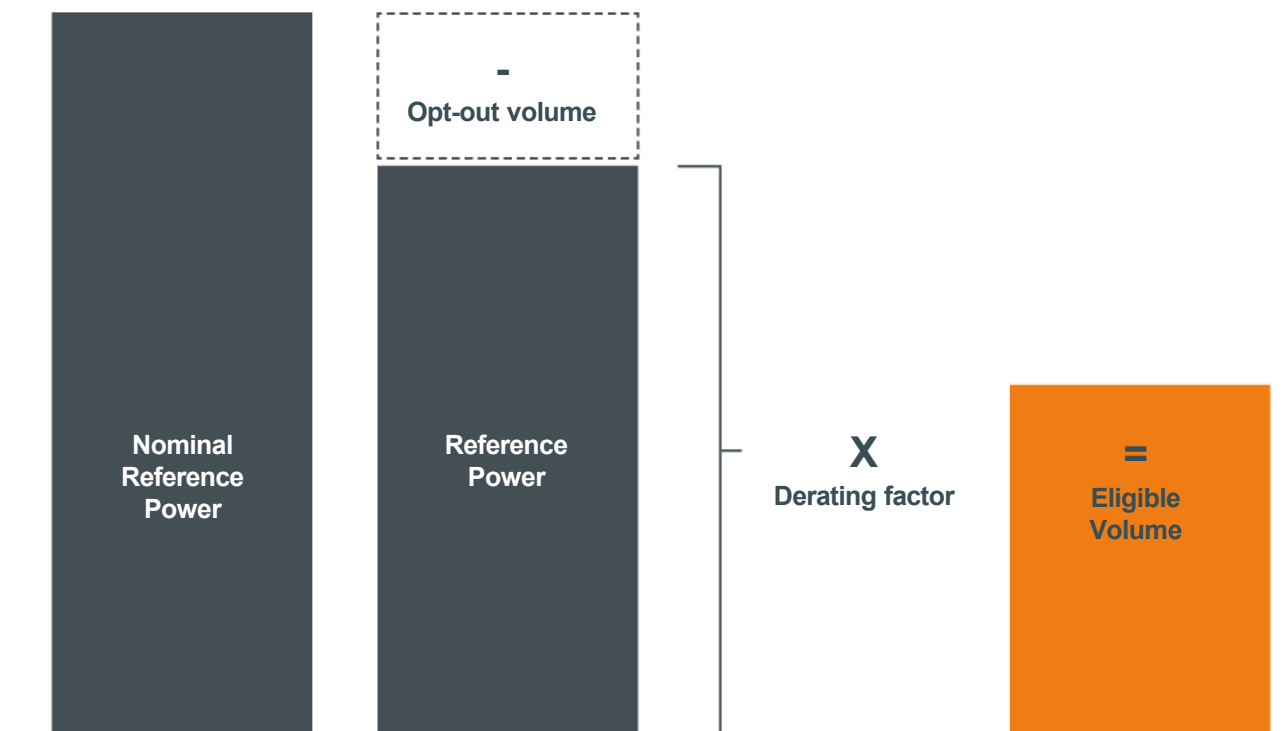 -
Opt-out volume
Nominal
Reference
Power
Reference
Power
X
Derating factor
=
Eligible
Volume